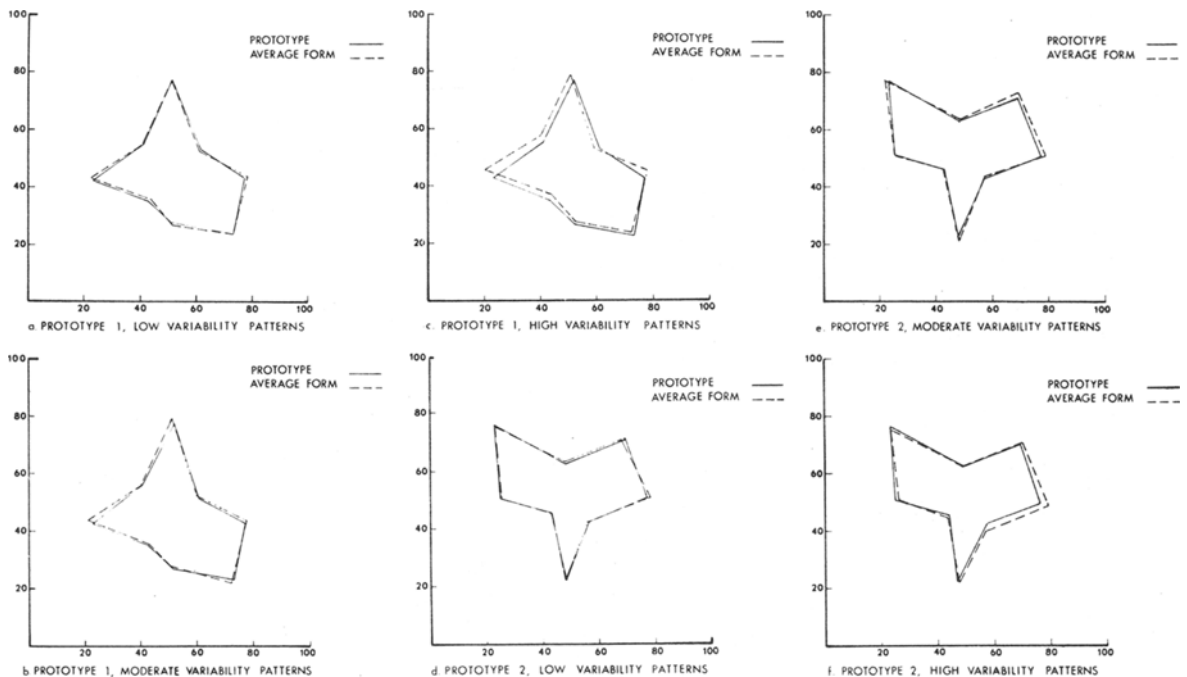 100
80
60
40
20
20 40 60 80 100
PROTOTYPE
AVERAGE FORM
a. PROTOTYPE 1, LOW VARIABILITY PATTERNS
100
80
60
40
20
20 40 60 80 100
PROTOTYPE
AVERAGE FORM
c. PROTOTYPE 1, HIGH VARIABILITY PATTERNS
100
80
60
40
20
20 40 60 80 100
PROTOTYPE
AVERAGE FORM
e. PROTOTYPE 2, MODERATE VARIABILITY PATTERNS
100
80
60
40
20
20 40 60 80 100
PROTOTYPE
AVERAGE FORM
b. PROTOTYPE 1, MODERATE VARIABILITY PATTERNS
100
80
60
40
20
20 40 60 80 100
PROTOTYPE
AVERAGE FORM
d. PROTOTYPE 2, LOW VARIABILITY PATTERNS
100
80
60
40
20
20 40 60 80 100
PROTOTYPE
AVERAGE FORM
f. PROTOTYPE 2, HIGH VARIABILITY PATTERNS